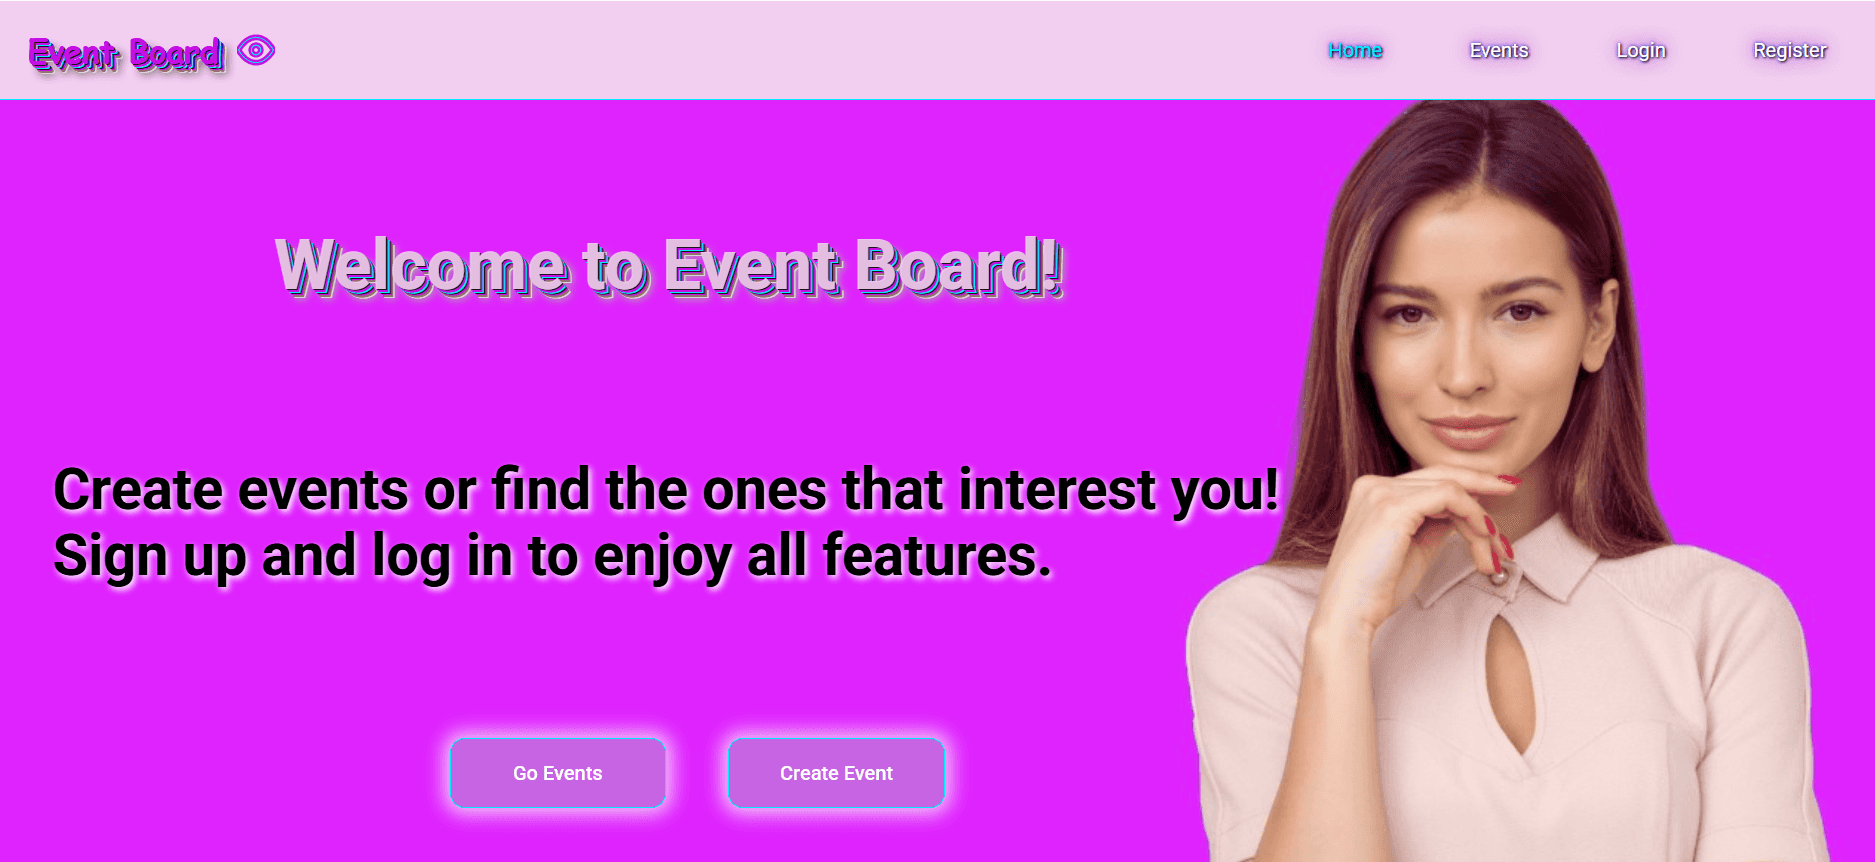 Event Board
Home Events Login Register
Welcome to Event Board!
Create events or find the ones that interest you!
Sign up and log in to enjoy all features.
Go Events Create Event